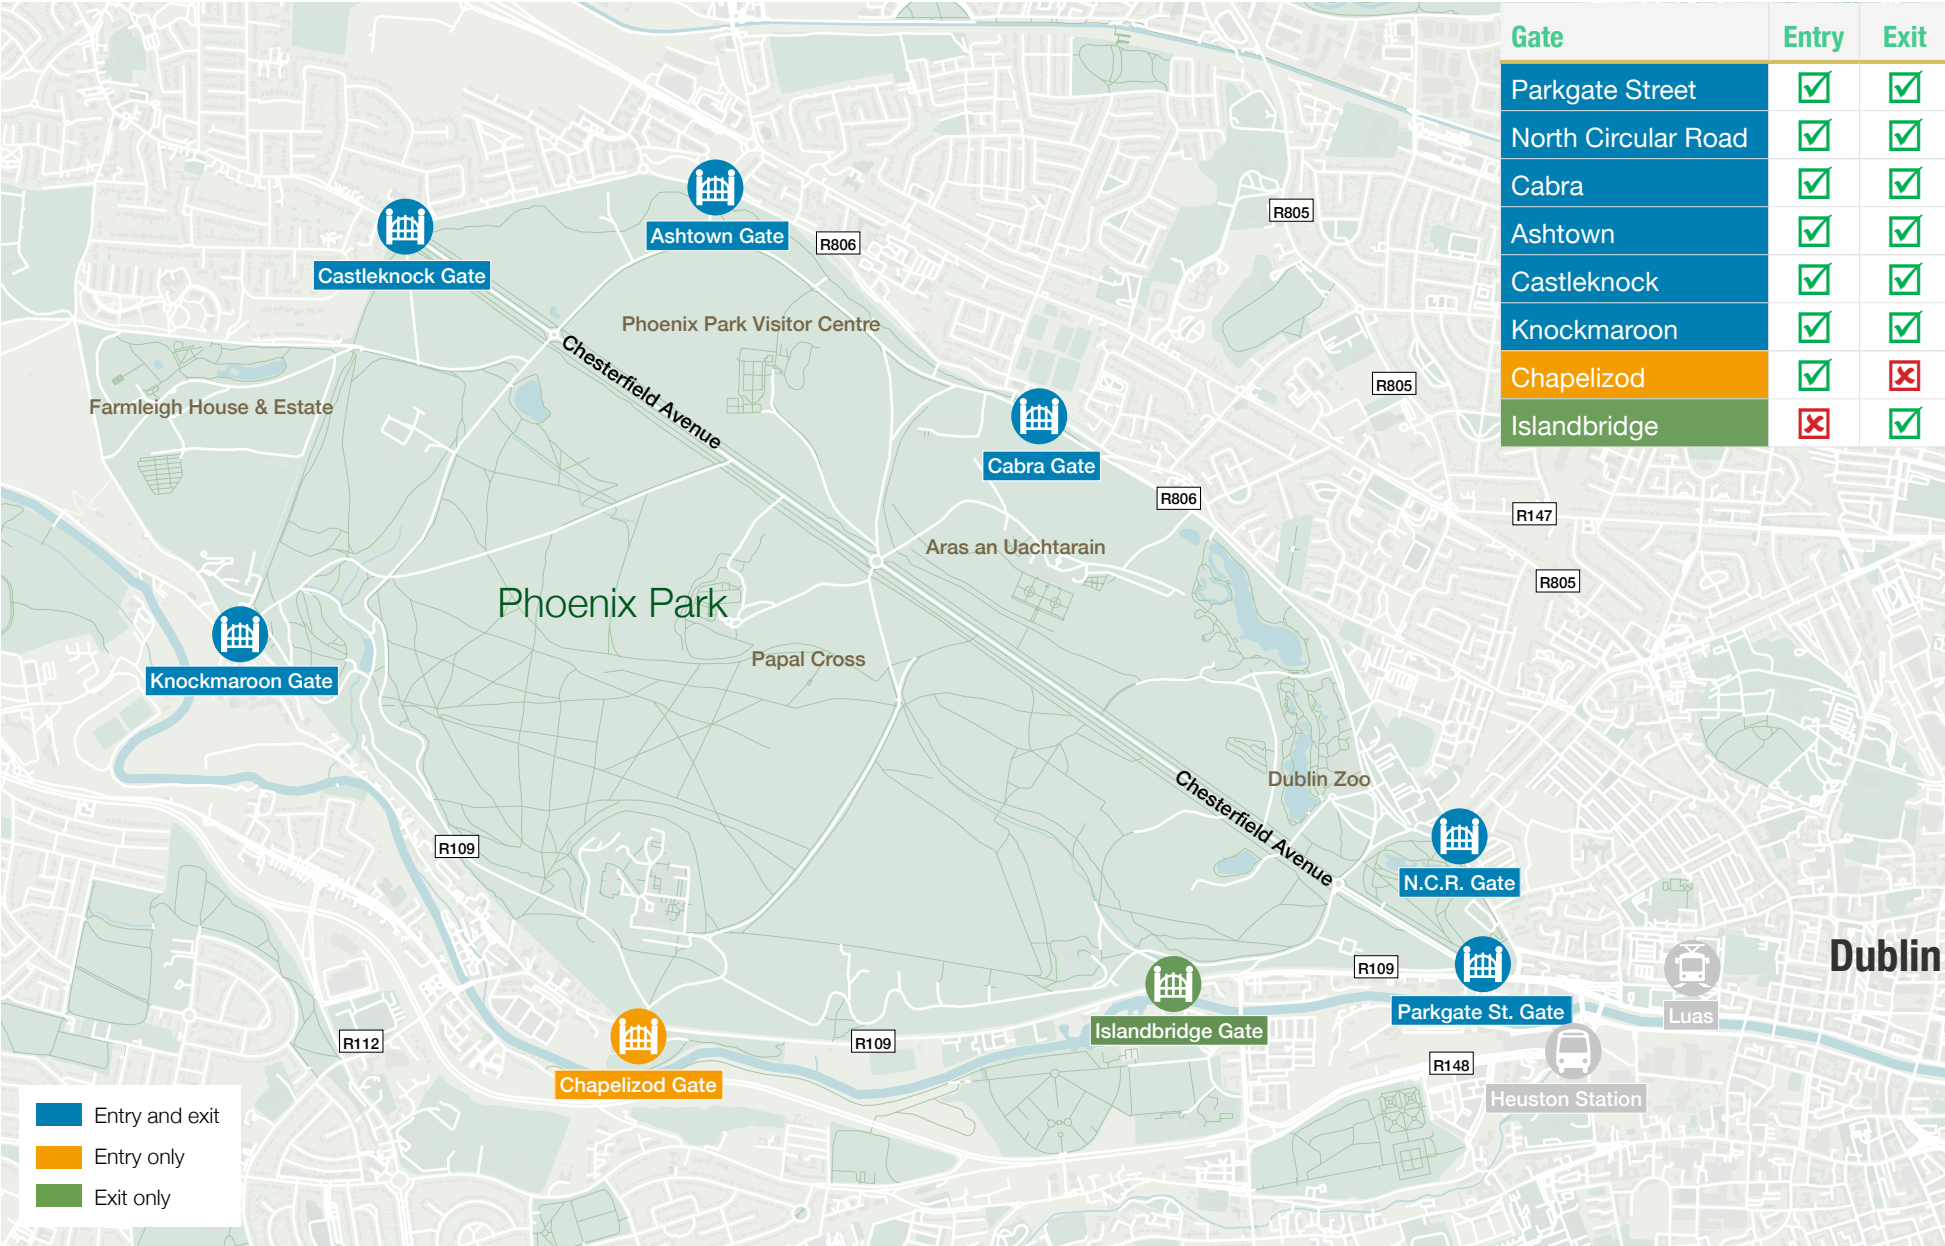 Gate Entry Exit
Parkgate Street
North Circular Road
Cabra
Ashtown
Castleknock
Knockmaroon
Chapelizod
Islandbridge
Ashtown Gate
R805
R806
Castleknock Gate
Phoenix Park Visitor Centre
Chesterfield Avenue
R805
Farmleigh House & Estate
Cabra Gate
R806
R147
Aras an Uachtarain
R805
Phoenix Park
Papal Cross
Knockmaroon Gate
Dublin Zoo
Chesterfield Avenue
R109
N.C.R. Gate
Dublin
R109
Parkgate St. Gate
Luas
Islandbridge Gate
R112
R109
R148
Chapelizod Gate
Heuston Station
Entry and exit
Entry only
Exit only